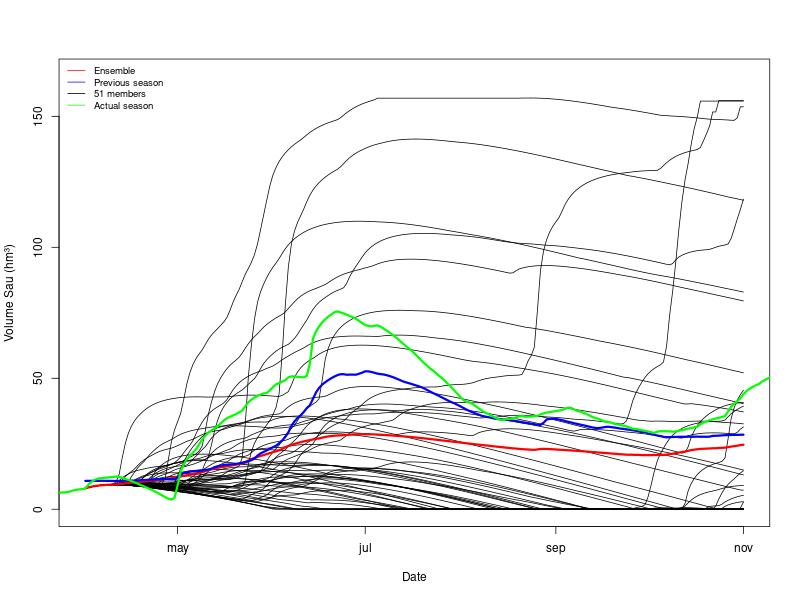 Ensemble
Previous season
51 members
Actual season
Volume Sau (hm³)
150
100
50
0
may jul sep nov
Date